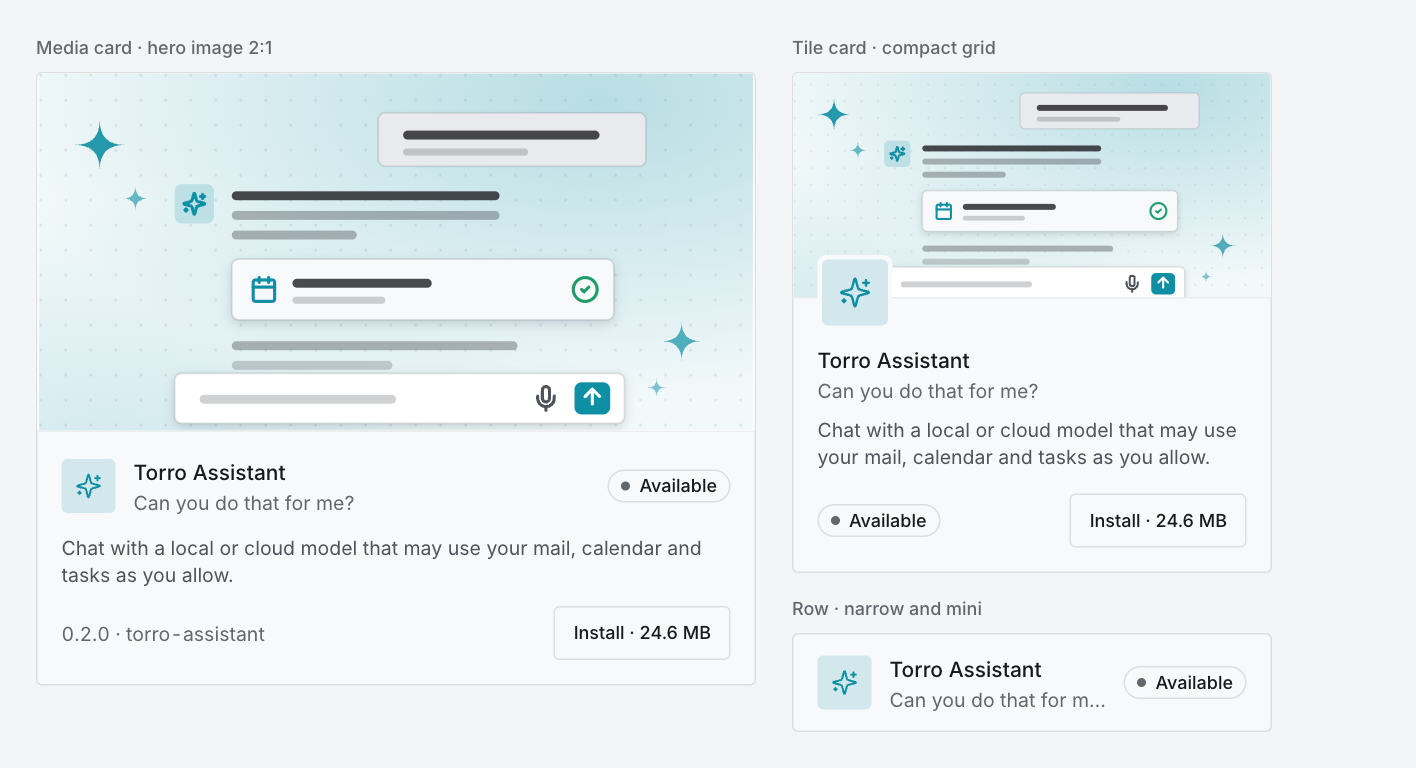 Media card · hero image 2:1
Torro Assistant
Can you do that for me?
Available
Chat with a local or cloud model that may use your mail, calendar and
tasks as you allow.
0.2.0 · torro-assistant
Install · 24.6 MB
Tile card · compact grid
Torro Assistant
Can you do that for me?
Chat with a local or cloud model that may use
your mail, calendar and tasks as you allow.
Available
Install · 24.6 MB
Row · narrow and mini
Torro Assistant
Can you do that for m...
Available